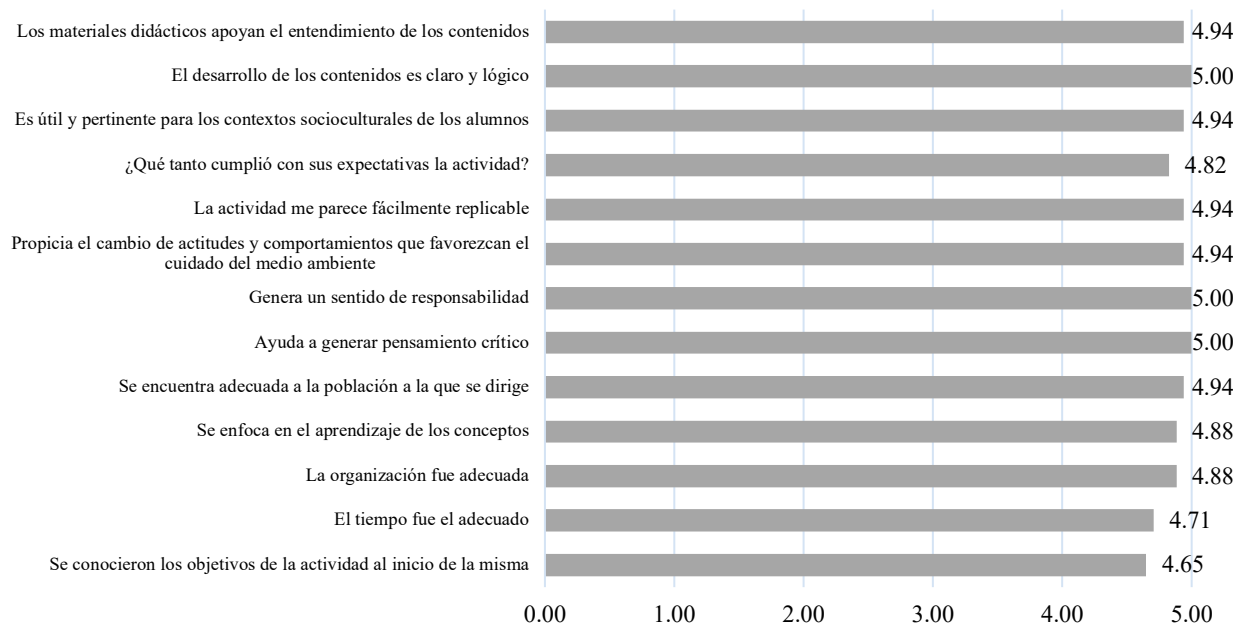 Los materiales didácticos apoyan el entendimiento de los contenidos 4.94
El desarrollo de los contenidos es claro y lógico 5.00
Es útil y pertinente para los contextos socioculturales de los alumnos 4.94
¿Qué tanto cumplió con sus expectativas la actividad? 4.82
La actividad me parece fácilmente replicable 4.94
Propicia el cambio de actitudes y comportamientos que favorezcan el
cuidado del medio ambiente 4.94
Genera un sentido de responsabilidad 5.00
Ayuda a generar pensamiento crítico 5.00
Se encuentra adecuada a la población a la que se dirige 4.94
Se enfoca en el aprendizaje de los conceptos 4.88
La organización fue adecuada 4.88
El tiempo fue el adecuado 4.71
Se conocieron los objetivos de la actividad al inicio de la misma 4.65
0.00 1.00 2.00 3.00 4.00 5.00